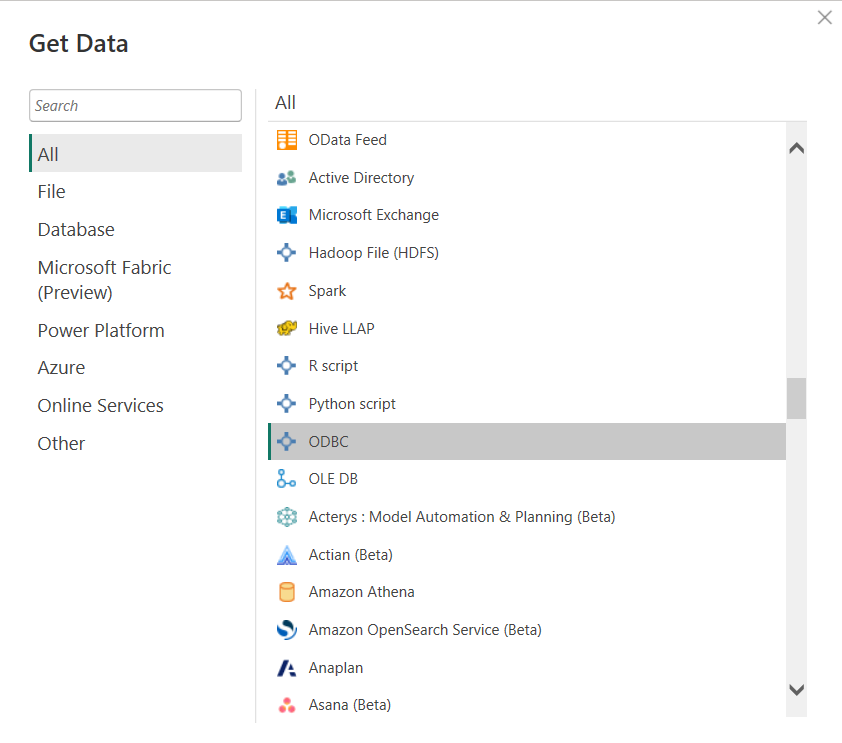 Get Data
Search
All
File
Database
Microsoft Fabric
(Preview)
Power Platform
Azure
Online Services
Other
All
OData Feed
Active Directory
Microsoft Exchange
Hadoop File (HDFS)
Spark
Hive LLAP
R script
Python script
ODBC
OLE DB
Acterys : Model Automation & Planning (Beta)
Actian (Beta)
Amazon Athena
Amazon OpenSearch Service (Beta)
Anaplan
Asana (Beta)